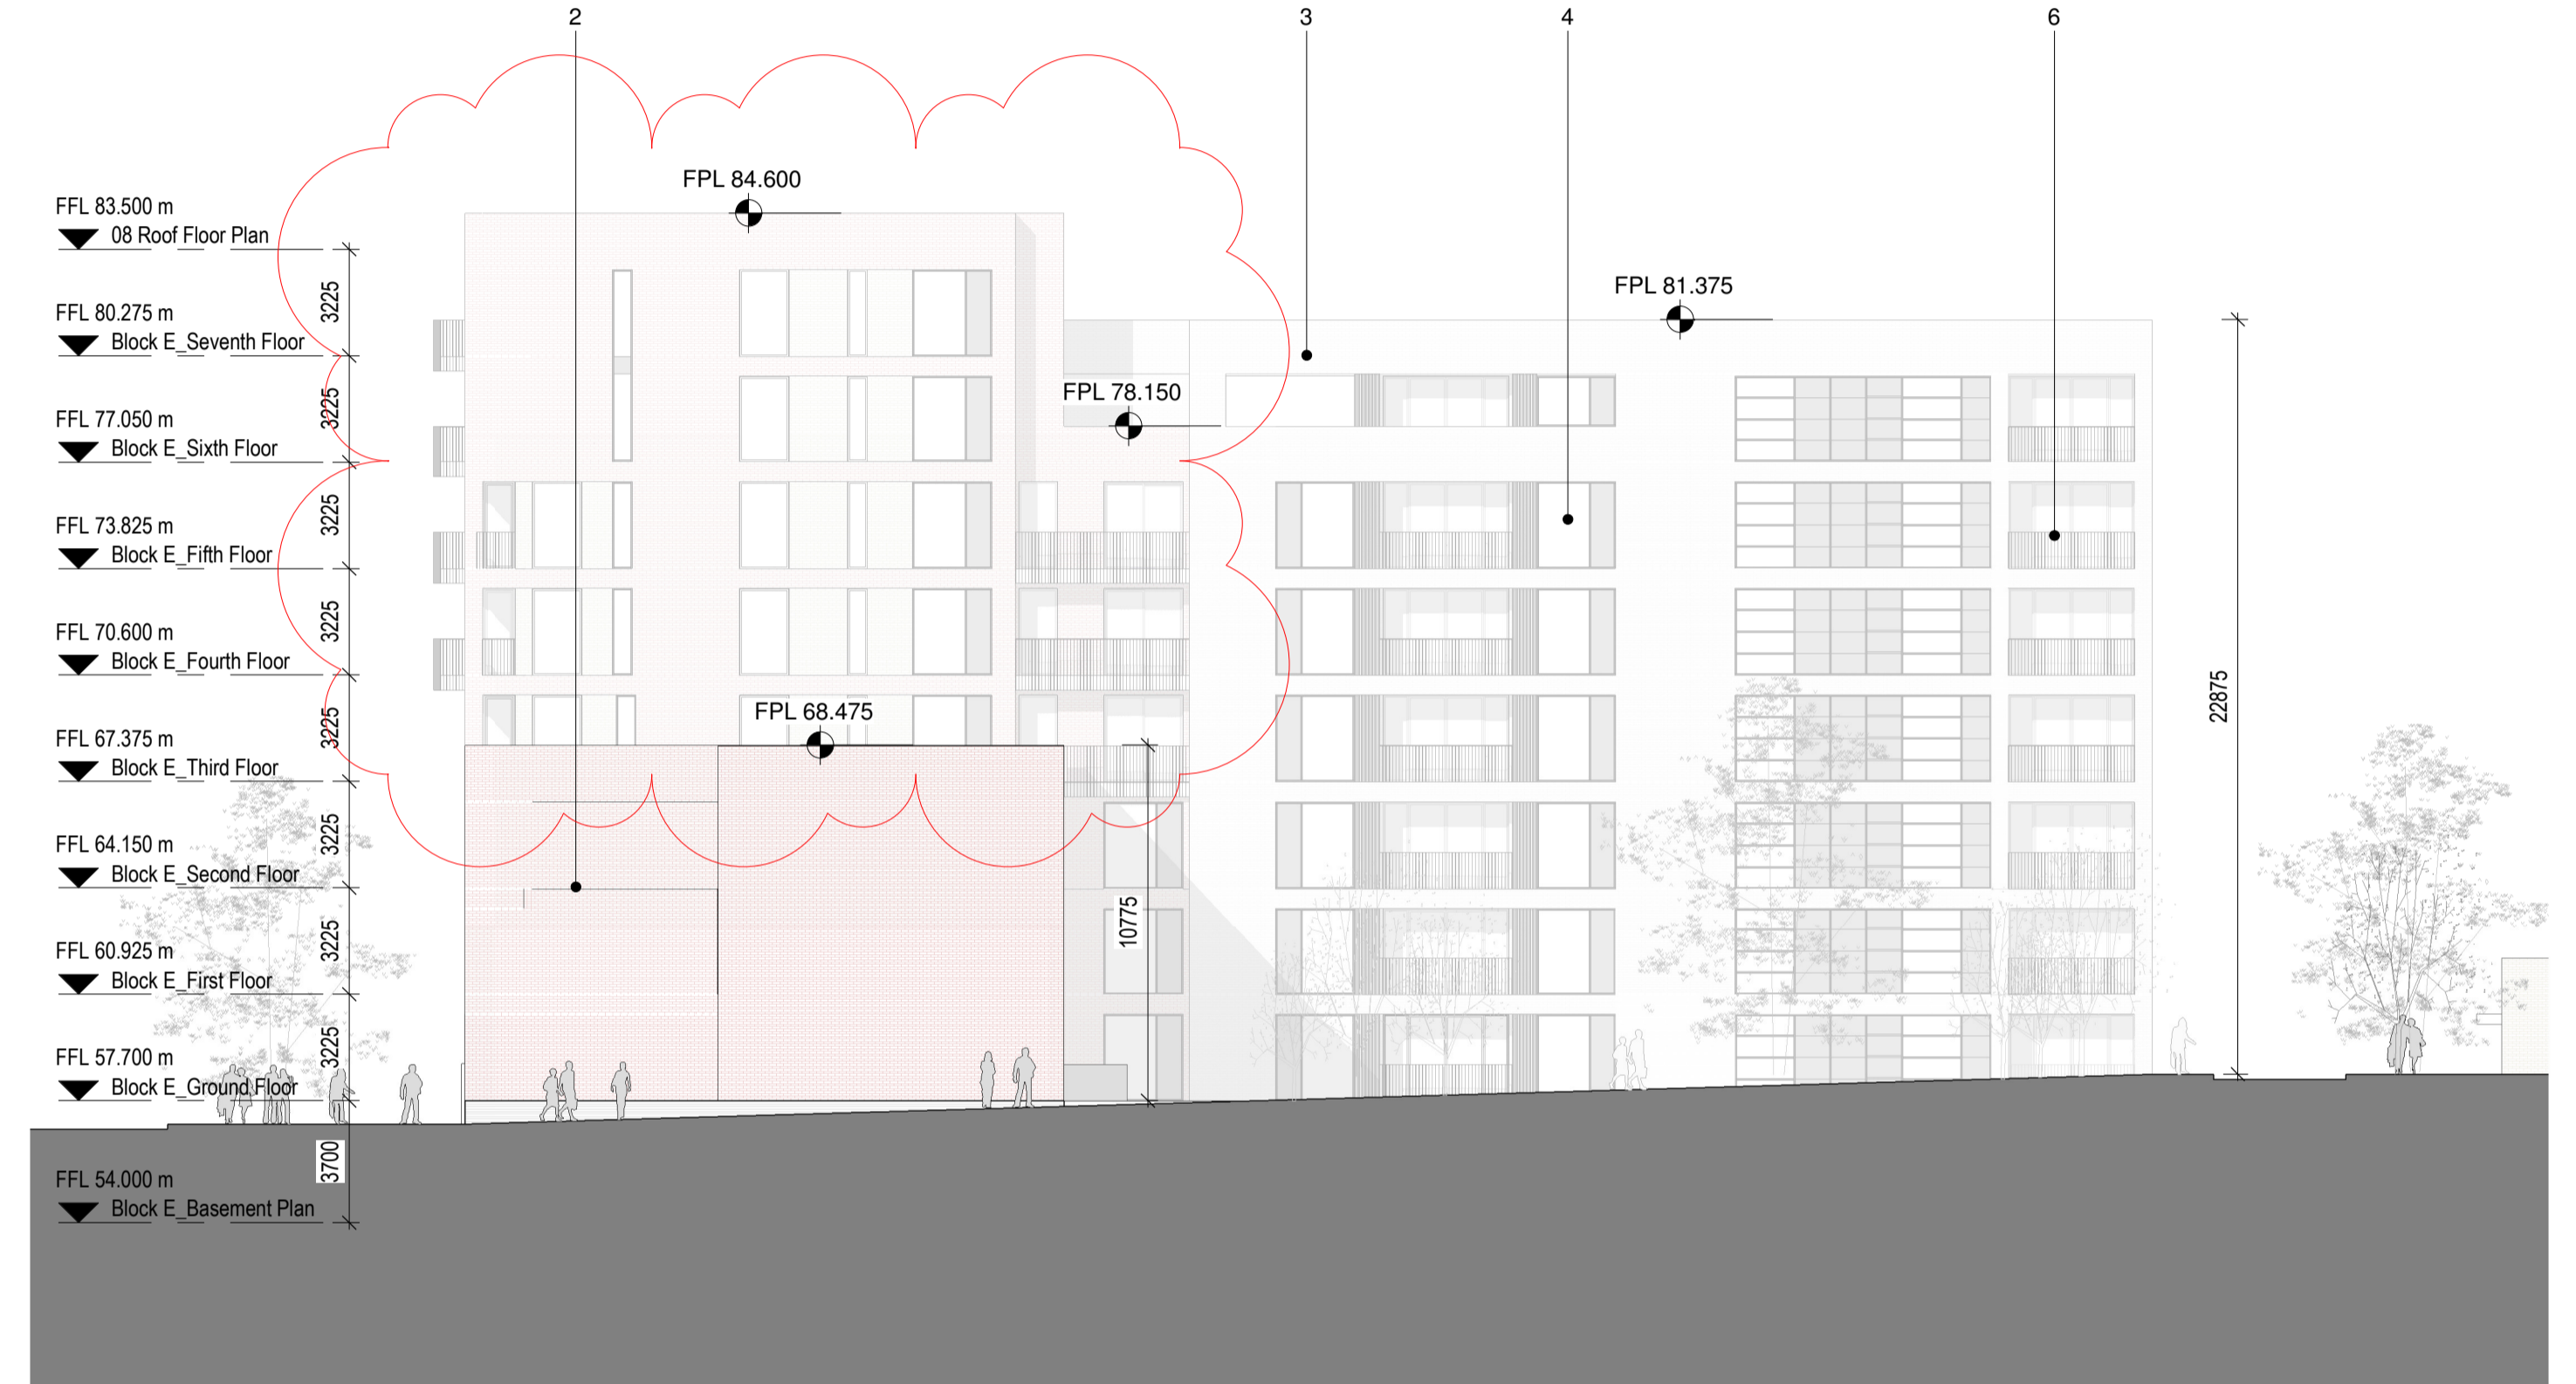 2
3
4
6
FPL 84.600
FPL 81.375
FPL 78.150
FPL 68.475
FFL 83.500 m
08 Roof Floor Plan
3225
FFL 80.275 m
Block E_Seventh Floor
3225
FFL 77.050 m
Block E_Sixth Floor
3225
FFL 73.825 m
Block E_Fifth Floor
3225
FFL 70.600 m
Block E_Fourth Floor
3225
FFL 67.375 m
Block E_Third Floor
3225
FFL 64.150 m
Block E_Second Floor
3225
FFL 60.925 m
Block E_First Floor
3225
FFL 57.700 m
Block E_Ground Floor
3700
FFL 54.000 m
Block E_Basement Plan
10775
22875